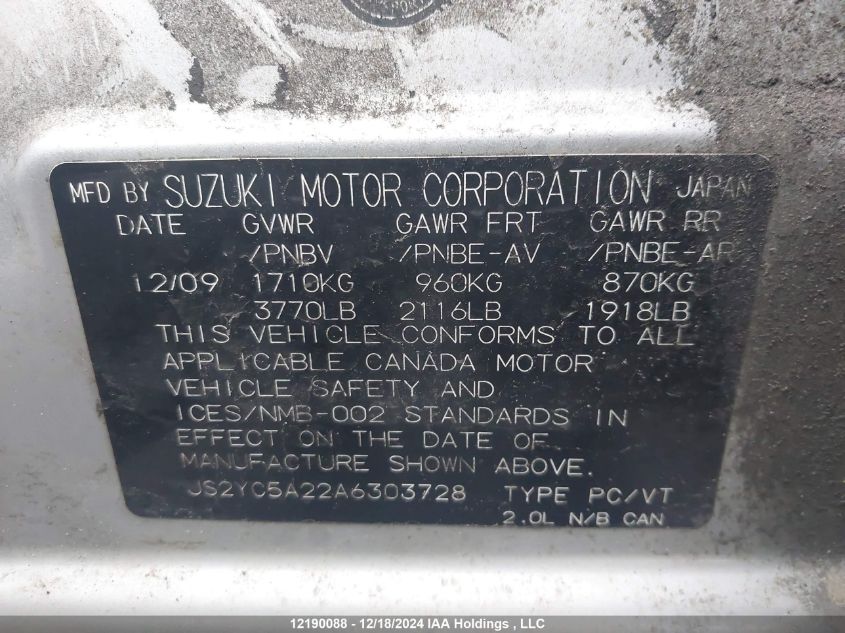 MFD BY SUZUKI MOTOR CORPORATION JAPAN
DATE GVWR GAWR FRT GAWR RR
/PNBV /PNBE-AV /PNBE-AR
12/09 1710KG 960KG 870KG
3770LB 2116LB 1918LB
THIS VEHICLE CONFORMS TO ALL
APPLICABLE CANADA MOTOR
VEHICLE SAFETY AND
ICES/NMB-002 STANDARDS IN
EFFECT ON THE DATE OF
MANUFACTURE SHOWN ABOVE.
JS2YC5A22A6303728 TYPE PC/VT
2.0L N/B CAN
12190088 - 12/18/2024 IAA Holdings , LLC